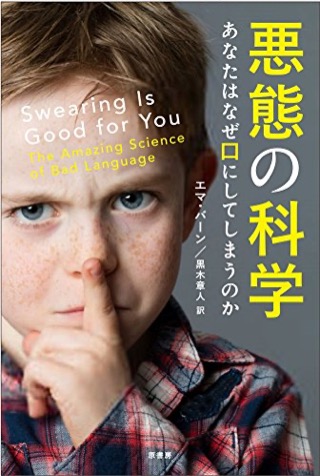 悪態の科学
あなたはなぜ口にしてしまうのか
Swearing Is
Good for You
The Amazing Science
of Bad Language
エマ・バーン/黒木章人 訳
原書房